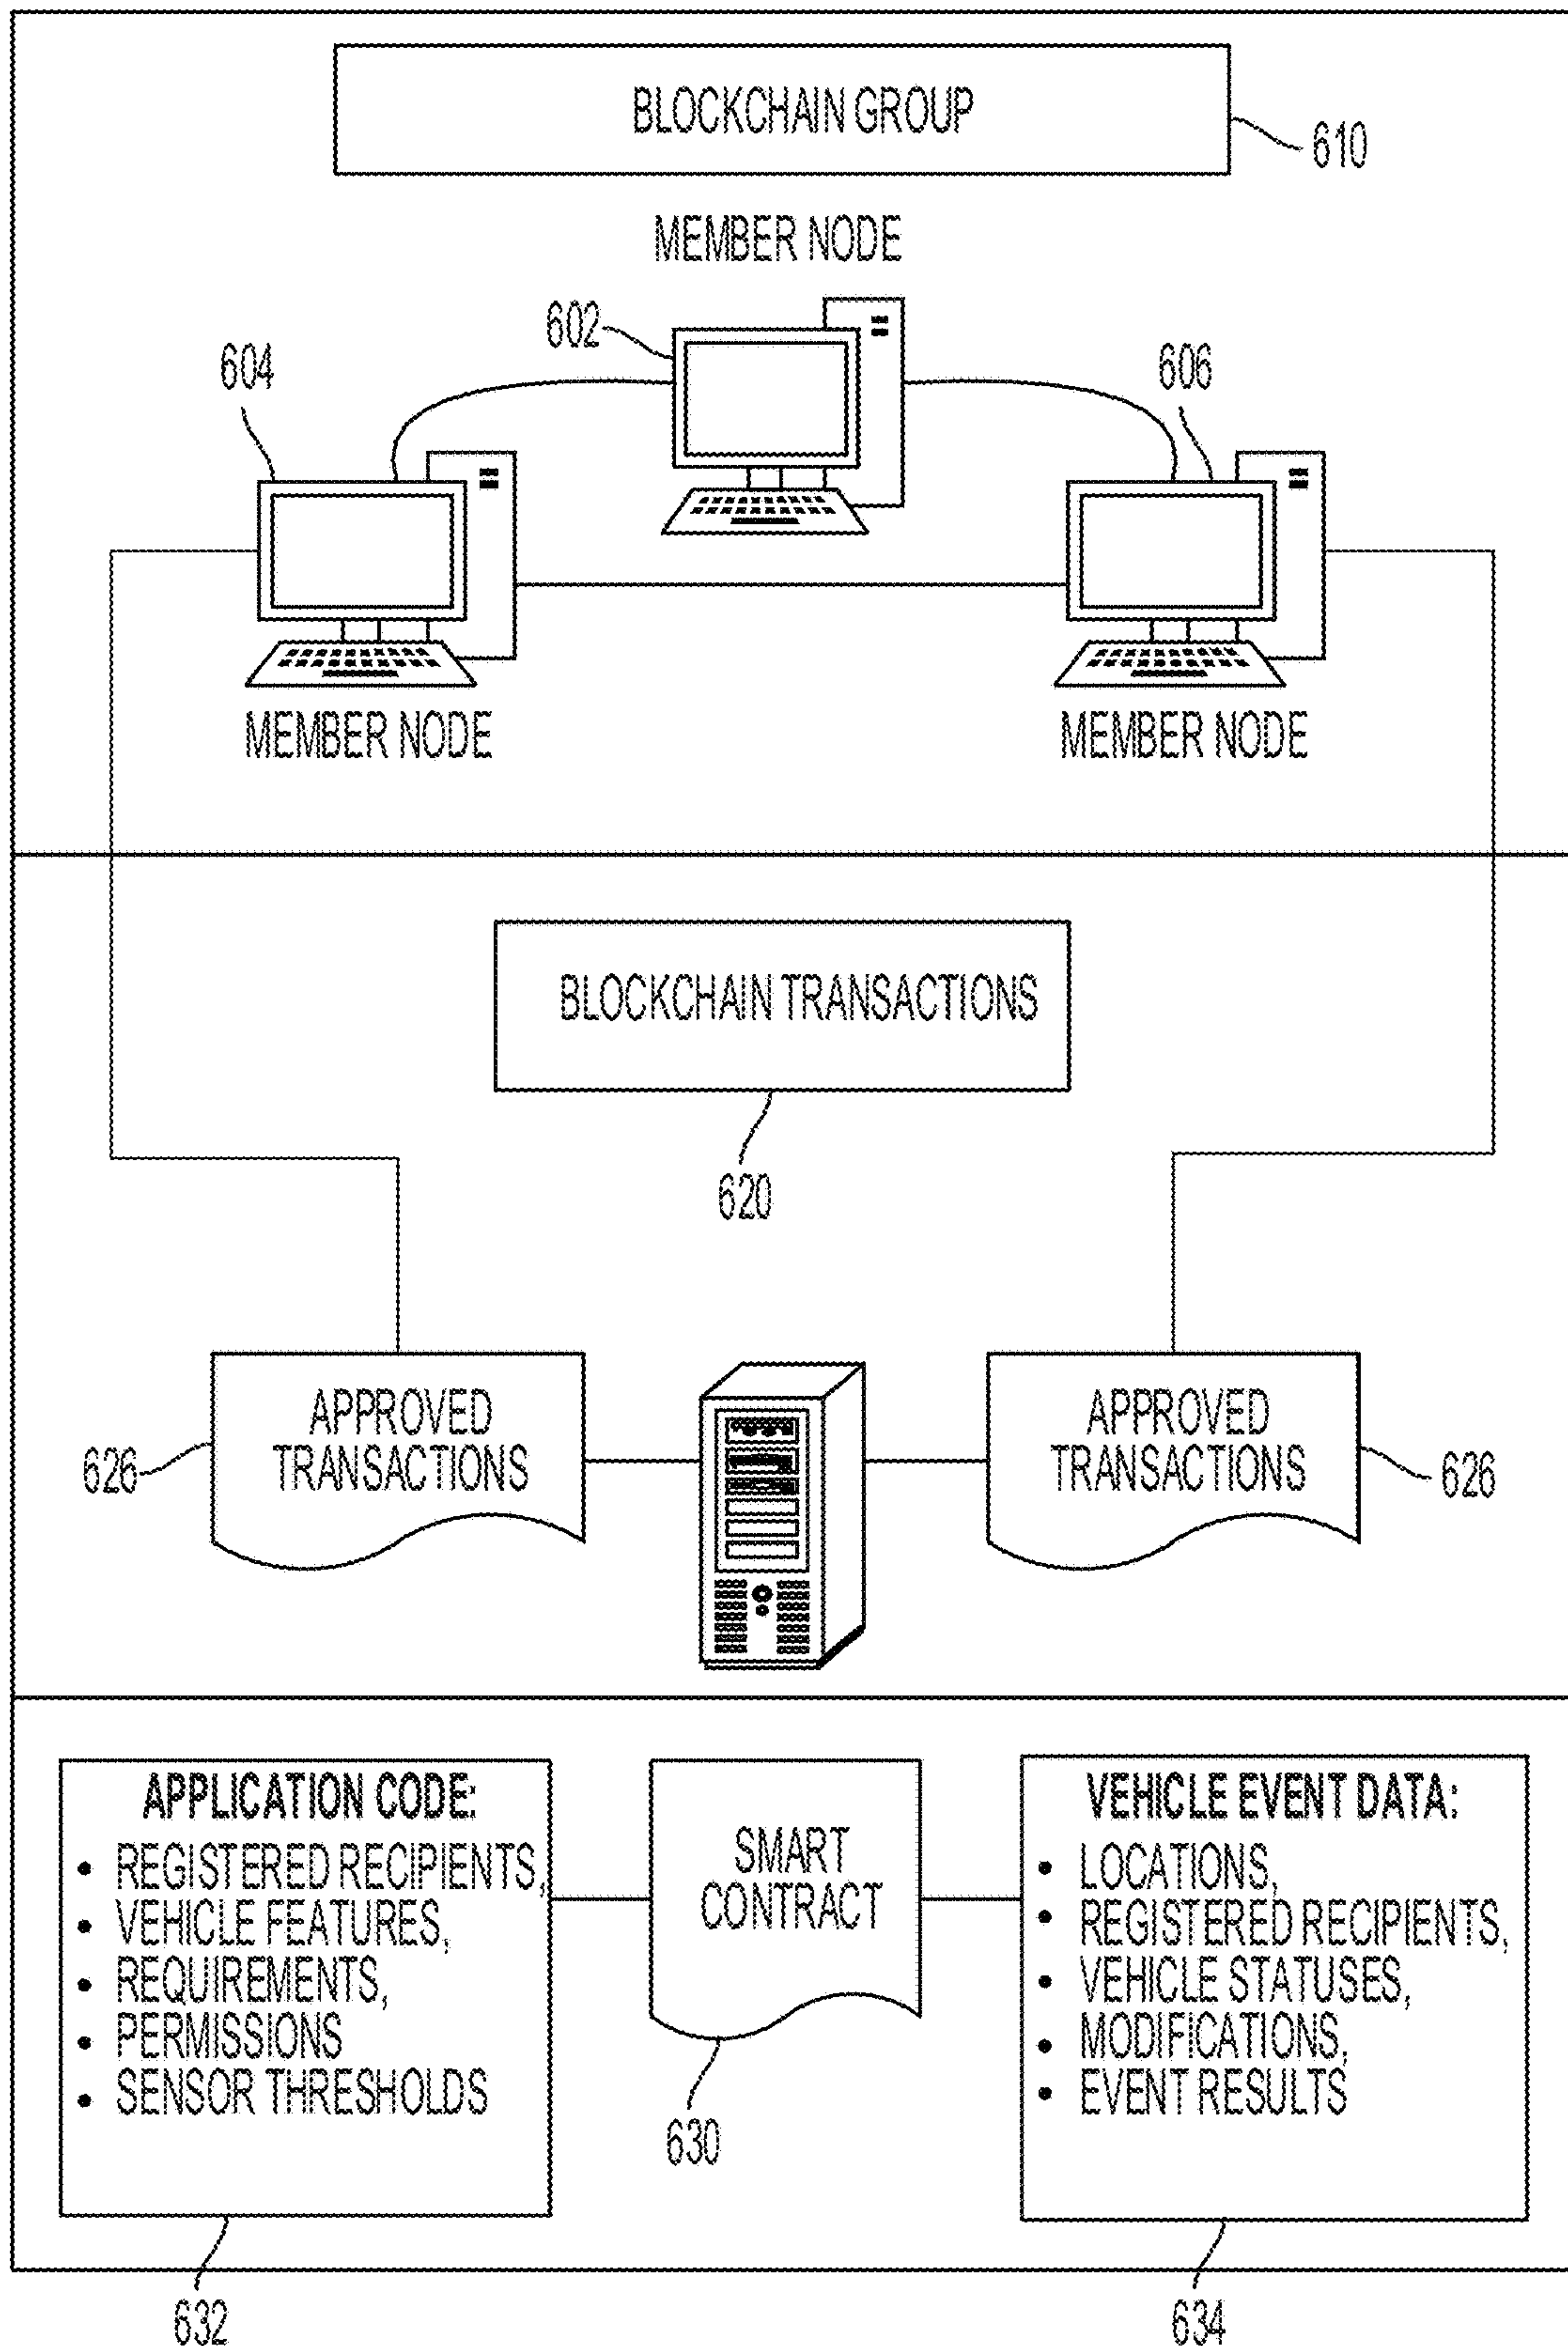 BLOCKCHAIN GROUP
610
MEMBER NODE
602
604
606
MEMBER NODE
MEMBER NODE
BLOCKCHAIN TRANSACTIONS
620
APPROVED
TRANSACTIONS
626
APPROVED
TRANSACTIONS
626
APPLICATION CODE:
• REGISTERED RECIPIENTS,
• VEHICLE FEATURES,
• REQUIREMENTS,
• PERMISSIONS
• SENSOR THRESHOLDS
632
SMART
CONTRACT
630
VEHICLE EVENT DATA:
• LOCATIONS,
• REGISTERED RECIPIENTS,
• VEHICLE STATUSES,
• MODIFICATIONS,
• EVENT RESULTS
634